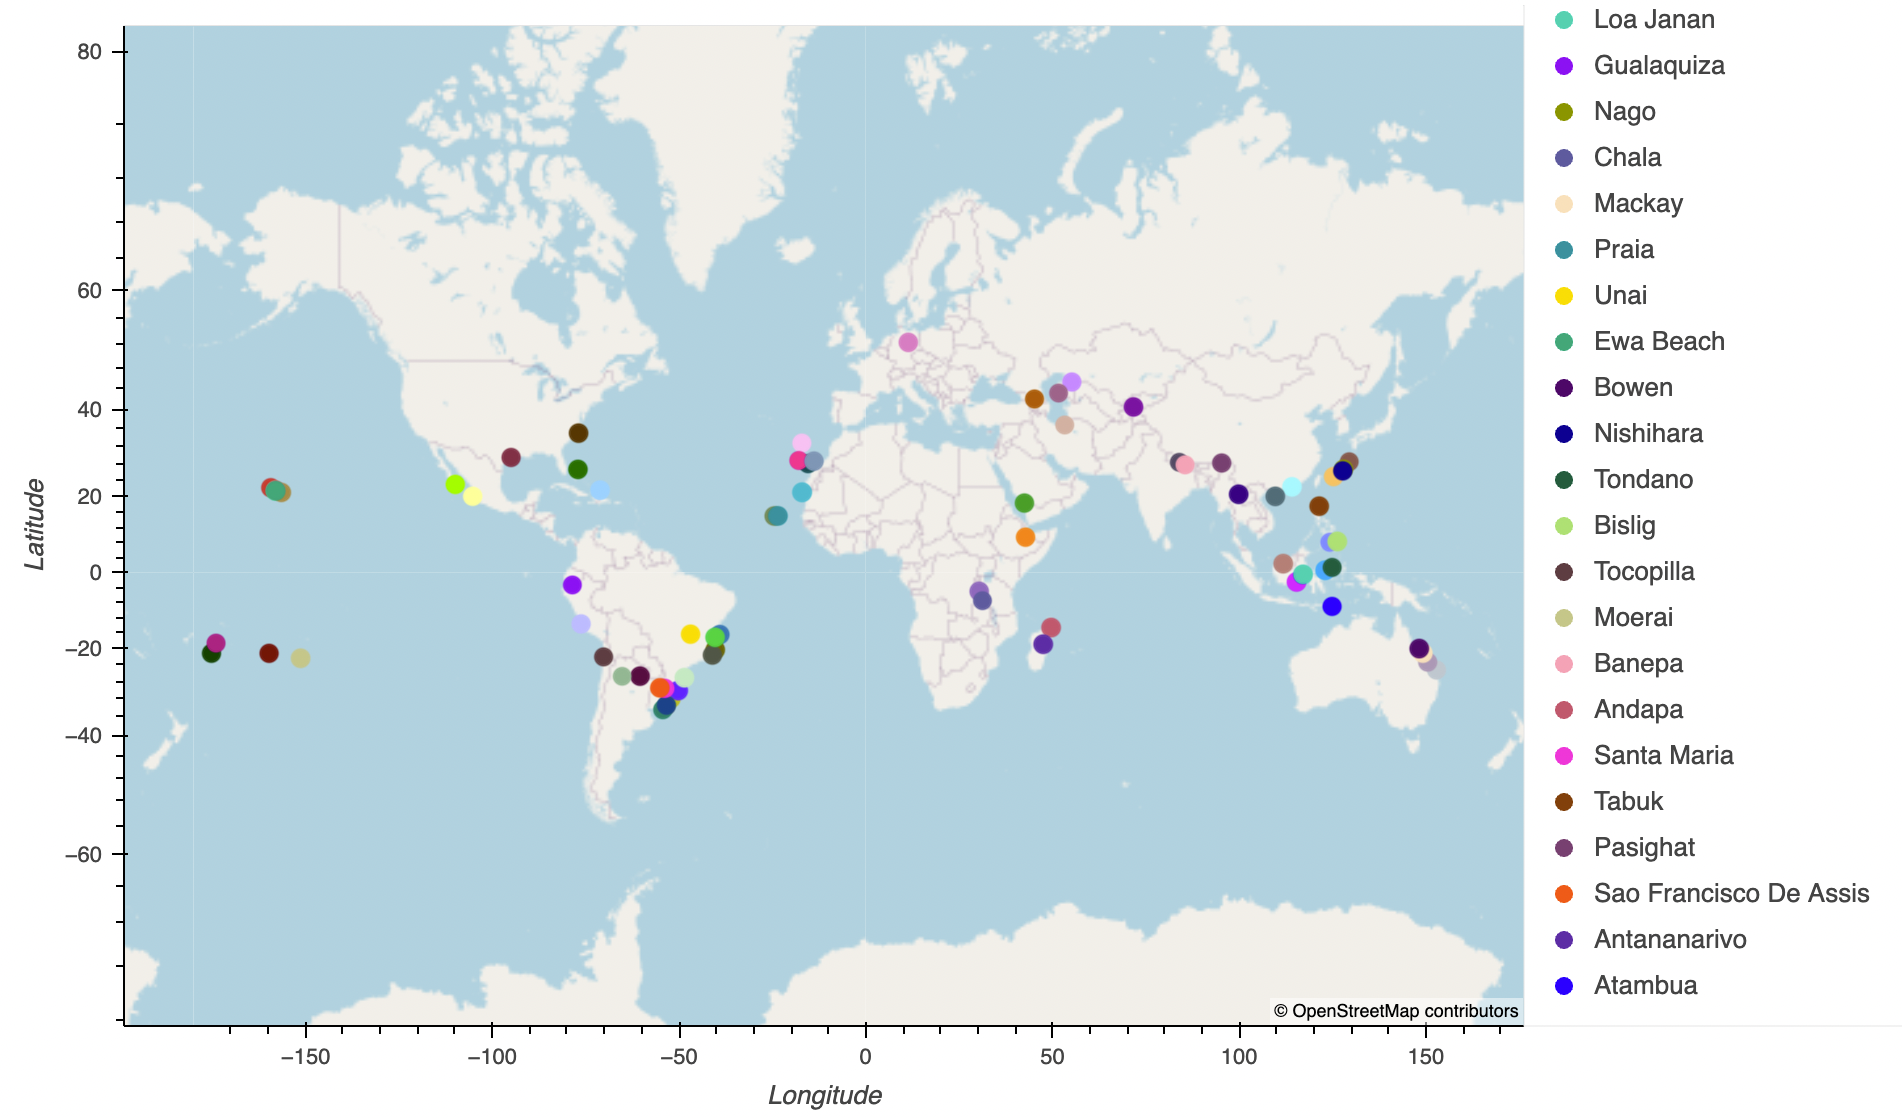 80
60
40
20
0
−20
−40
−60
Latitude
−150
−100
−50
0
50
100
150
Longitude
© OpenStreetMap contributors
Loa Janan
Gualaquiza
Nago
Chala
Mackay
Praia
Unai
Ewa Beach
Bowen
Nishihara
Tondano
Bislig
Tocopilla
Moerai
Banepa
Andapa
Santa Maria
Tabuk
Pasighat
Sao Francisco De Assis
Antananarivo
Atambua